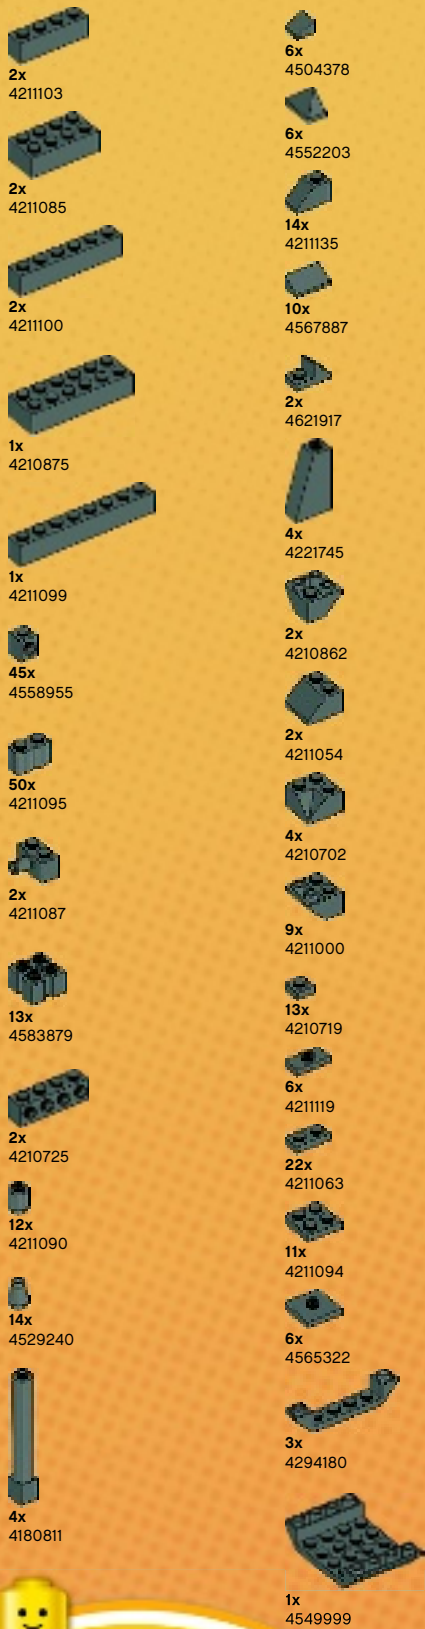 2x
4211103
2x
4211085
2x
4211100
1x
4210875
1x
4211099
45x
4558955
50x
4211095
2x
4211087
13x
4583879
2x
4210725
12x
4211090
14x
4529240
4x
4180811
6x
4504378
6x
4552203
14x
4211135
10x
4567887
2x
4621917
4x
4221745
2x
4210862
2x
4211054
4x
4210702
9x
4211000
13x
4210719
6x
4211119
22x
4211063
11x
4211094
6x
4565322
3x
4294180
1x
4549999